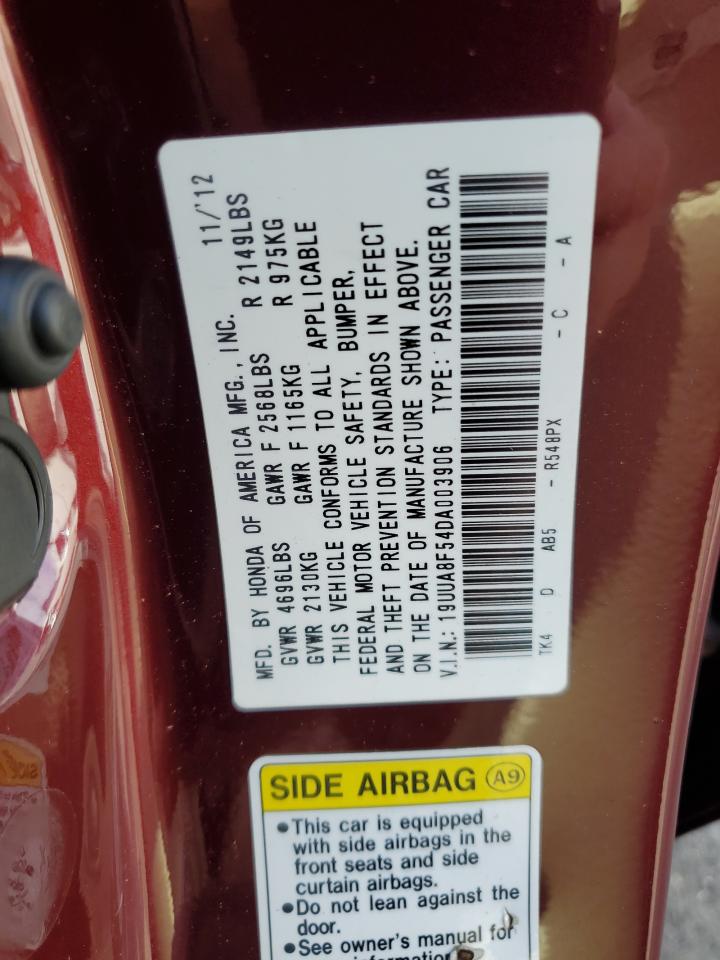 11/'12
MFD. BY HONDA OF AMERICA MFG., INC.
GVWR 4696LBS GAWR F 2568LBS R 2149LBS
GVWR 2130KG GAWR F 1165KG R 975KG
THIS VEHICLE CONFORMS TO ALL APPLICABLE
FEDERAL MOTOR VEHICLE SAFETY, BUMPER,
AND THEFT PREVENTION STANDARDS IN EFFECT
ON THE DATE OF MANUFACTURE SHOWN ABOVE.
V.I.N.: 19UUA8F54DA003906 TYPE: PASSENGER CAR
TK4 D AB5 - R548PX - C - A
SIDE AIRBAG A9
•This car is equipped
with side airbags in the
front seats and side
curtain airbags.
•Do not lean against the
door.
•See owner's manual for
information